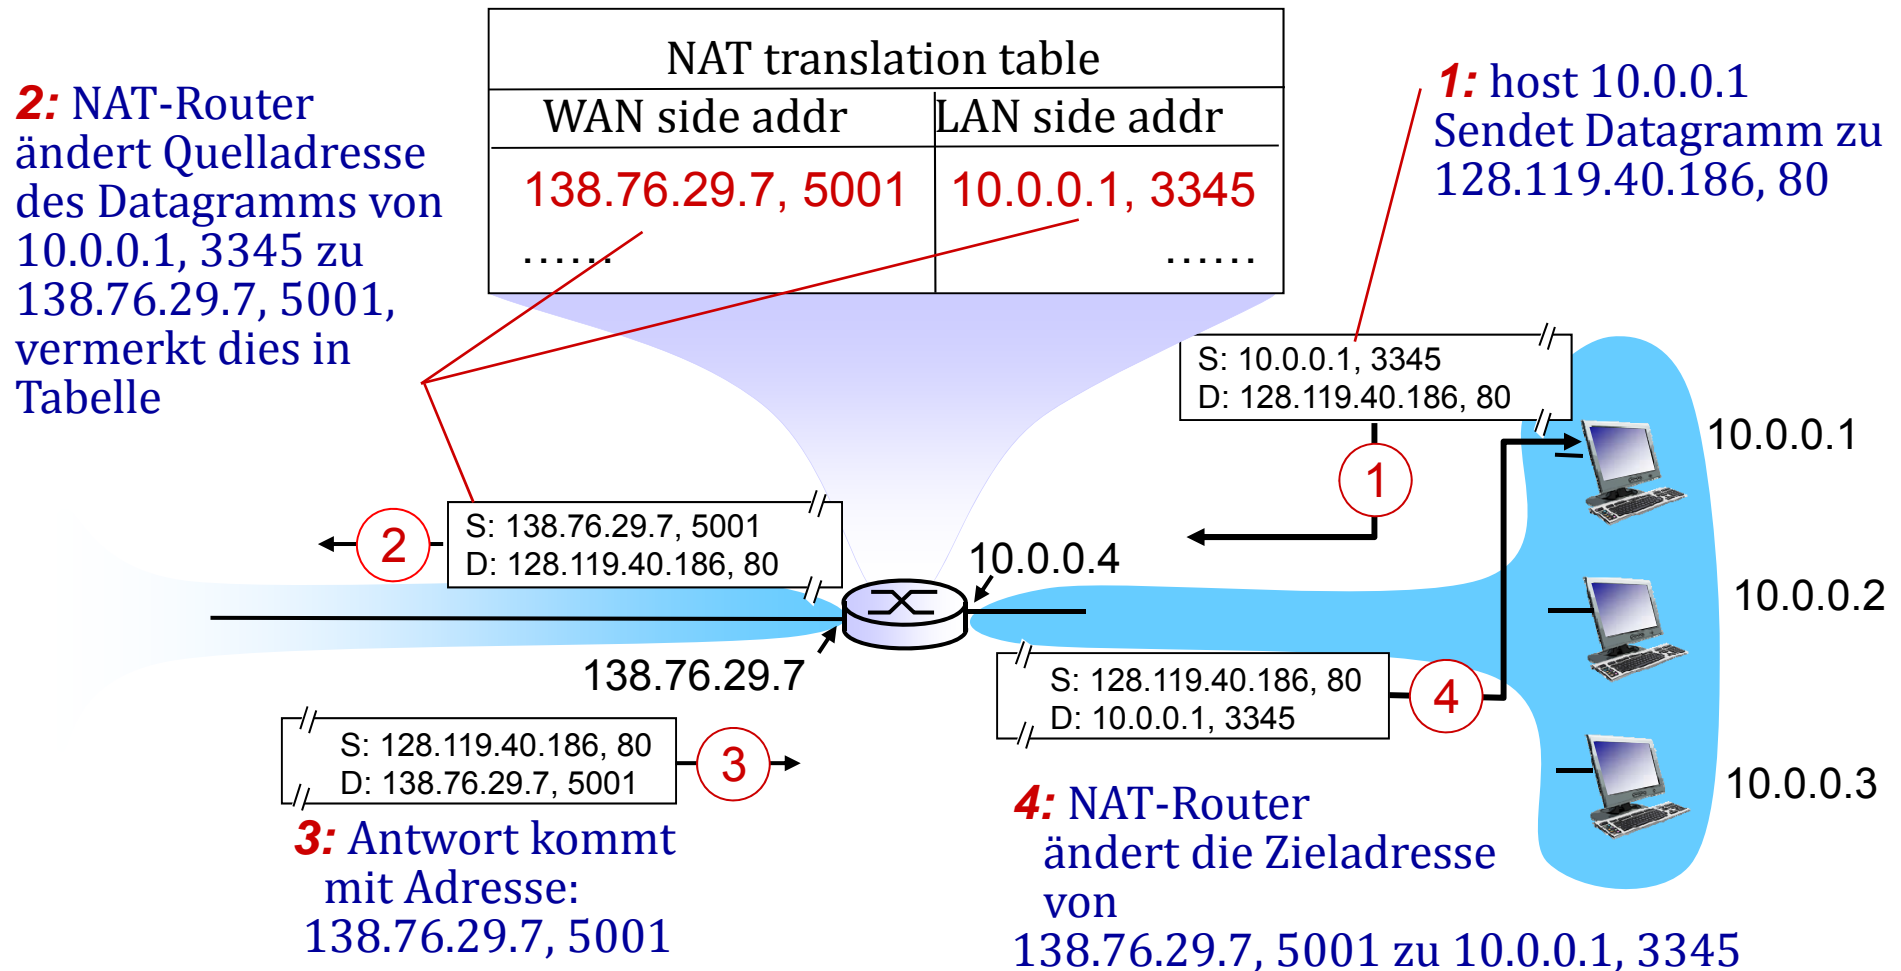 NAT translation table
WAN side addr
LAN side addr
138.76.29.7, 5001
10.0.0.1, 3345
......
......
2: NAT-Router
ändert Quelladresse
des Datagramms von
10.0.0.1, 3345 zu
138.76.29.7, 5001,
vermerkt dies in
Tabelle
1: host 10.0.0.1
Sendet Datagramm zu
128.119.40.186, 80
S: 10.0.0.1, 3345
D: 128.119.40.186, 80
1
10.0.0.1
S: 138.76.29.7, 5001
D: 128.119.40.186, 80
2
10.0.0.4
10.0.0.2
138.76.29.7
S: 128.119.40.186, 80
D: 10.0.0.1, 3345
4
S: 128.119.40.186, 80
D: 138.76.29.7, 5001
3
10.0.0.3
3: Antwort kommt
mit Adresse:
138.76.29.7, 5001
4: NAT-Router
ändert die Zieladresse
von
138.76.29.7, 5001 zu 10.0.0.1, 3345